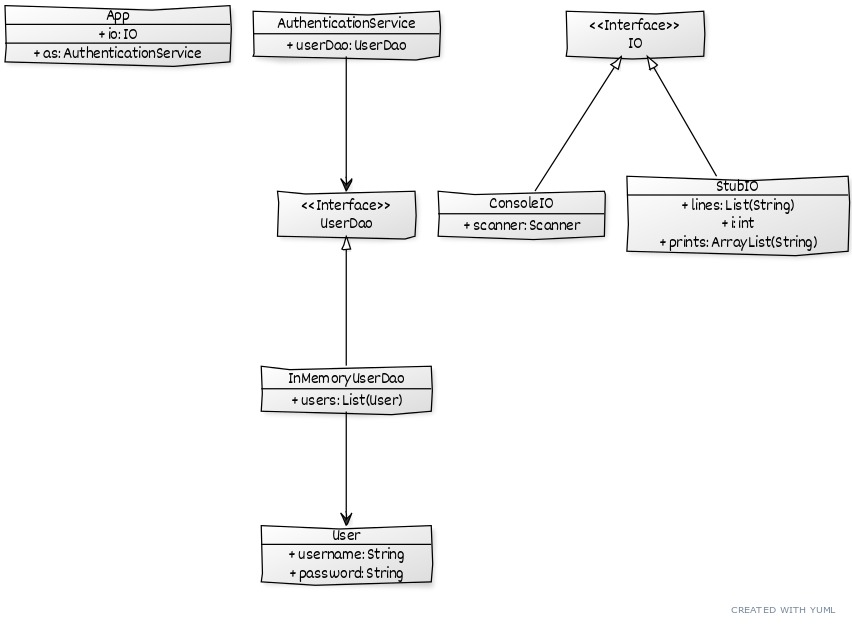 App
+ io: IO
+ as: AuthenticationService
AuthenticationService
+ userDao: UserDao
<<Interface>>
IO
<<Interface>>
UserDao
ConsoleIO
+ scanner: Scanner
StubIO
+ lines: List(String)
+ i: int
+ prints: ArrayList(String)
InMemoryUserDao
+ users: List(User)
User
+ username: String
+ password: String
CREATED WITH YUML